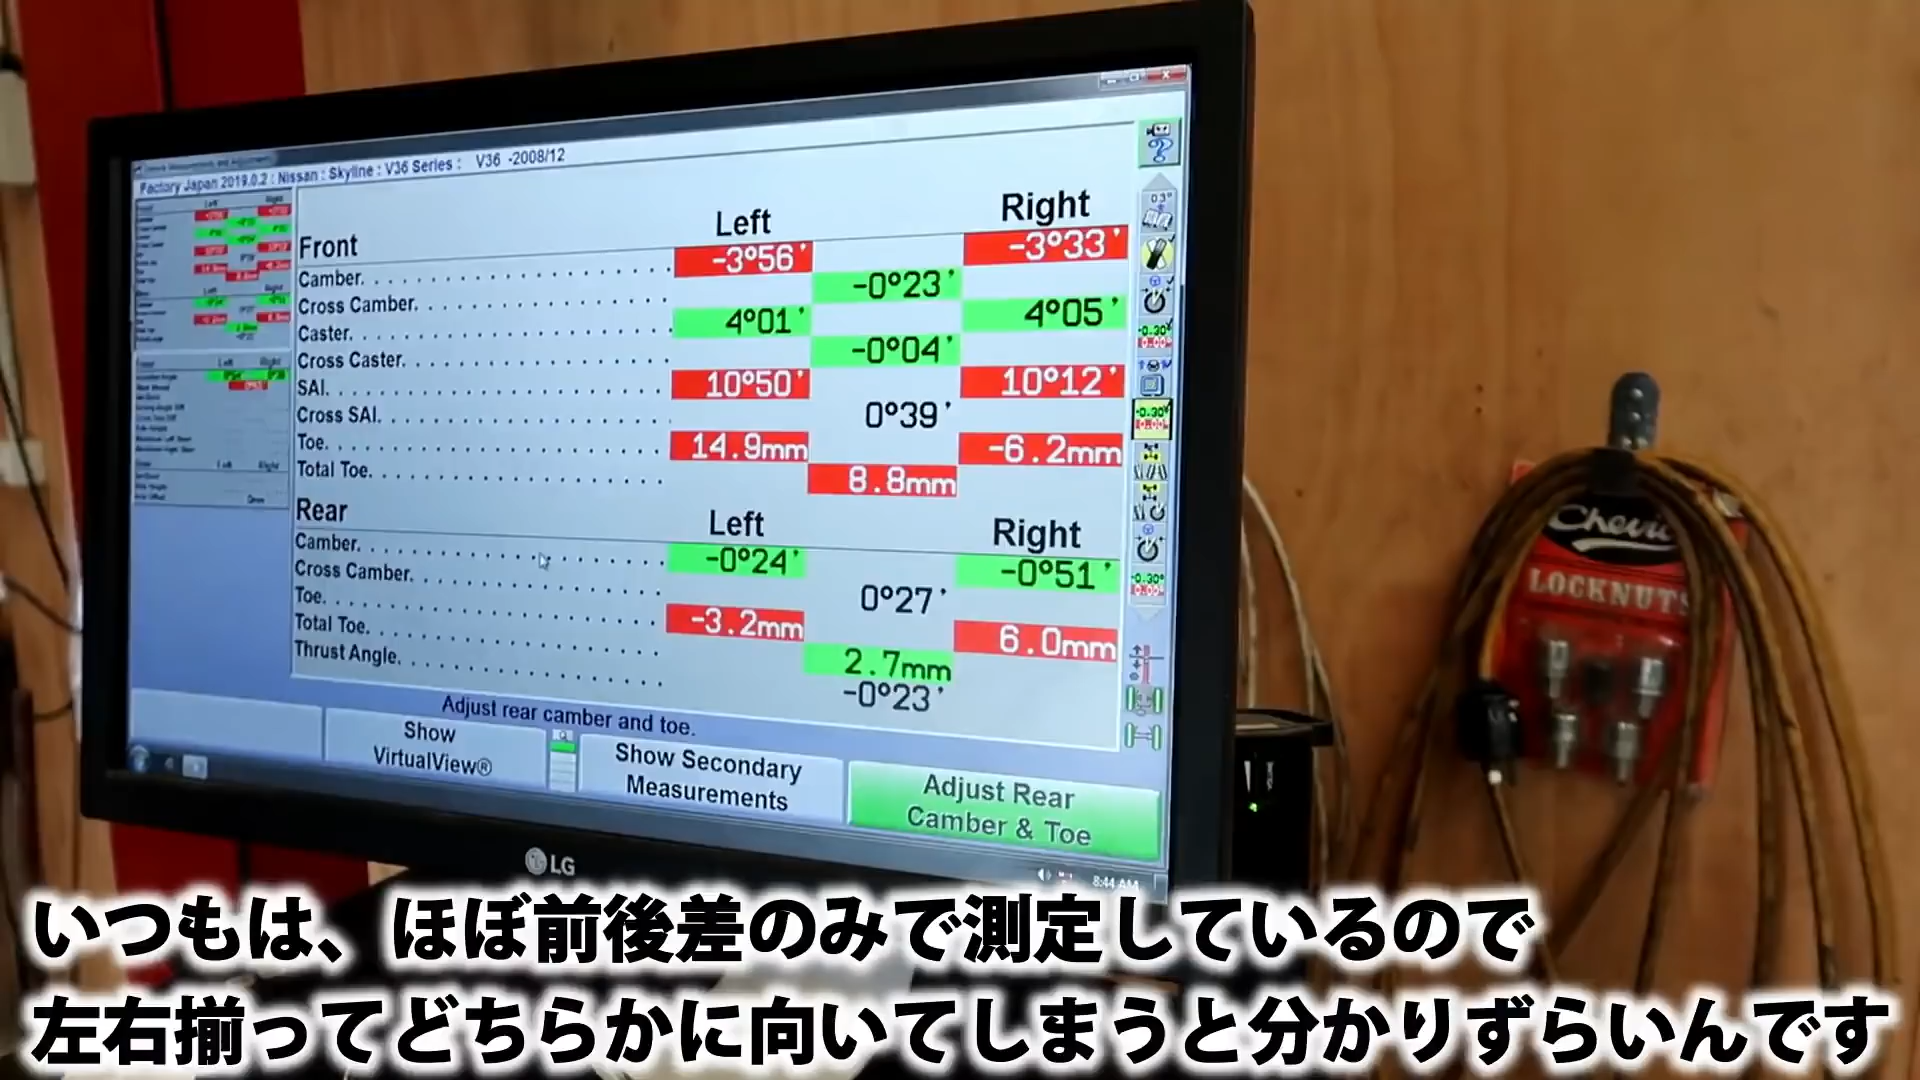 Factory Japan 2019.0.2 : Nissan : Skyline : V36 Series : V36 -2008/12
Left Right
Front
Camber. -3°56' -3°33'
Cross Camber. -0°23'
Caster. 4°01' 4°05'
Cross Caster. -0°04'
SAI. 10°50' 10°12'
Cross SAI. 0°39'
Toe. 14.9mm -6.2mm
Total Toe. 8.8mm
Rear Left Right
Camber. -0°24' -0°51'
Cross Camber. 0°27'
Toe. -3.2mm 6.0mm
Total Toe. 2.7mm
Thrust Angle. -0°23'
Adjust rear camber and toe.
Show
VirtualView®
Show Secondary
Measurements
Adjust Rear
Camber & Toe
8:44 AM
LG
LOCKNUTS
いつもは、ほぼ前後差のみで測定しているので
左右揃ってどちらかに向いてしまうと分かりずらいんです